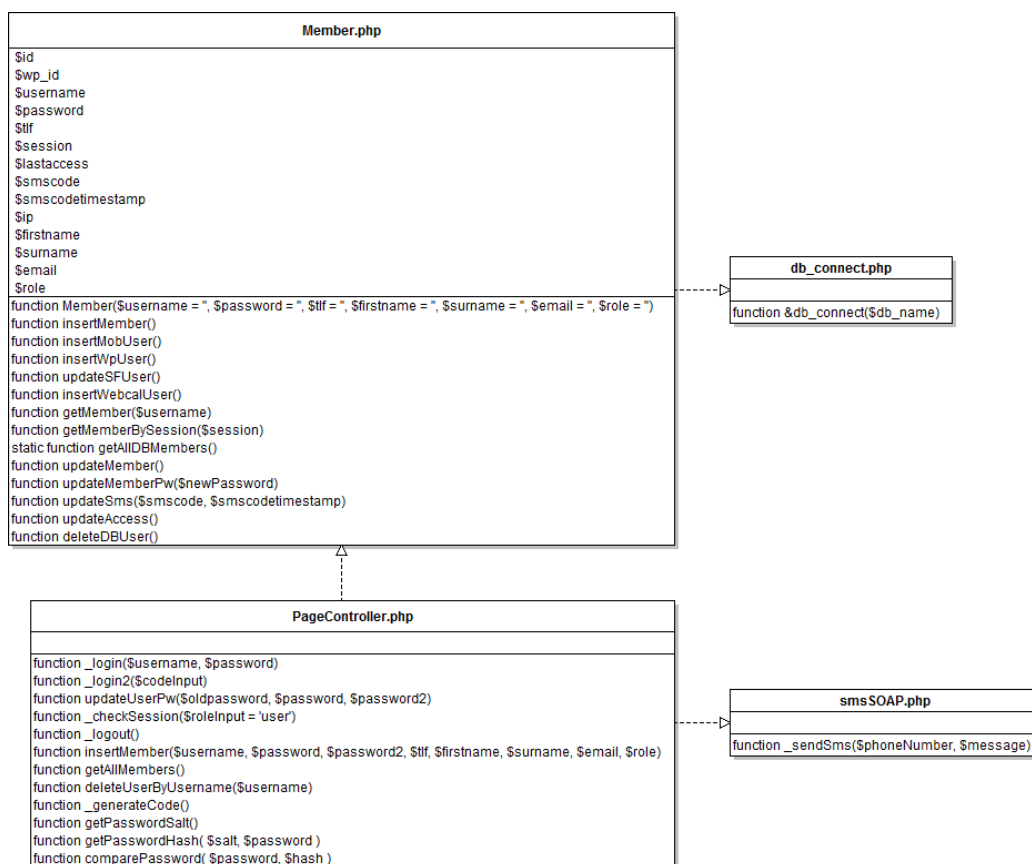 Member.php
$id
$wp_id
$username
$password
$tlf
$session
$lastaccess
$smscode
$smscodetimestamp
$ip
$firstname
$surname
$email
$role
function Member($username = '', $password = '', $tlf = '', $firstname = '', $surname = '', $email = '', $role = '')
function insertMember()
function insertMobUser()
function insertWpUser()
function updateSFUser()
function insertWebcalUser()
function getMember($username)
function getMemberBySession($session)
static function getAllDBMembers()
function updateMember()
function updateMemberPw($newPassword)
function updateSms($smscode, $smscodetimestamp)
function updateAccess()
function deleteDBUser()
db_connect.php
function &db_connect($db_name)
PageController.php
function _login($username, $password)
function _login2($codeInput)
function updateUserPw($oldpassword, $password, $password2)
function _checkSession($roleInput = 'user')
function _logout()
function insertMember($username, $password, $password2, $tlf, $firstname, $surname, $email, $role)
function getAllMembers()
function deleteUserByUsername($username)
function _generateCode()
function getPasswordSalt()
function getPasswordHash( $salt, $password )
function comparePassword( $password, $hash )
smsSOAP.php
function _sendSms($phoneNumber, $message)